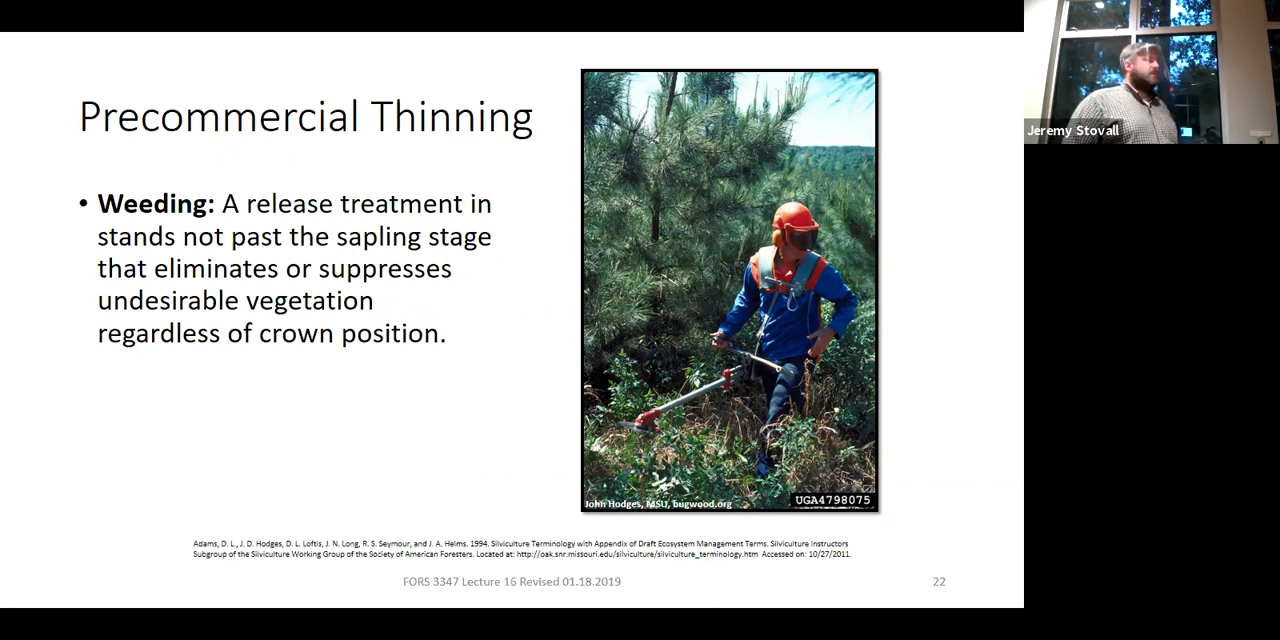 Precommercial Thinning
• Weeding: A release treatment in
stands not past the sapling stage
that eliminates or suppresses
undesirable vegetation
regardless of crown position.
John Hodges, MSU, bugwood.org
UGA4798075
Adams, D. L., J. D. Hodges, D. L. Loftis, J. N. Long, R. S. Seymour, and J. A. Helms. 1994. Silviculture Terminology with Appendix of Draft Ecosystem Management Terms. Silviculture Instructors
Subgroup of the Silviculture Working Group of the Society of American Foresters. Located at: http://oak.snr.missouri.edu/silviculture/silviculture_terminology.htm Accessed on: 10/27/2011.
FORS 3347 Lecture 16 Revised 01.18.2019
22
Jeremy Stovall